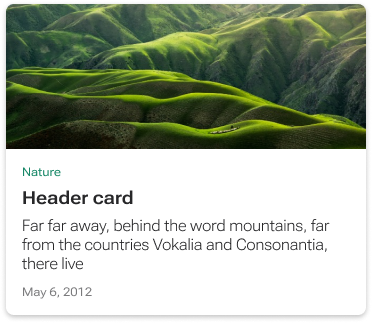 Nature
Header card
Far far away, behind the word mountains, far
from the countries Vokalia and Consonantia,
there live
May 6, 2012